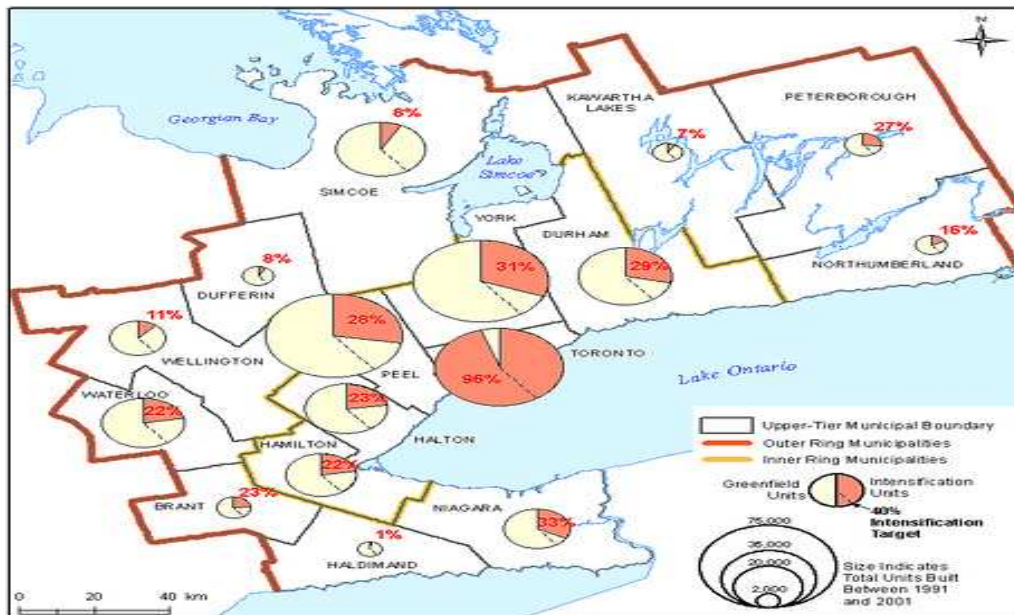 N
Georgian Bay
8%
SIMCOE
Lake
Simcoe
KAWARTHA
LAKES
7%
PETERBOROUGH
27%
YORK
DURHAM
31%
29%
16%
NORTHUMBERLAND
8%
DUFFERIN
11%
WELLINGTON
PEEL
TORONTO
Lake Ontario
WATERLOO
22%
23%
HALTON
HAMILTON
22%
BRANT
23%
NIAGARA
33%
1%
HALDIMAND
Upper-Tier Municipal Boundary
Outer Ring Municipalities
Inner Ring Municipalities
Greenfield
Units
Intensification
Units
40%
Intensification
Target
75,000
35,000
20,000
2,000
Size Indicates
Total Units Built
Between 1991
and 2001
0 20 40 km